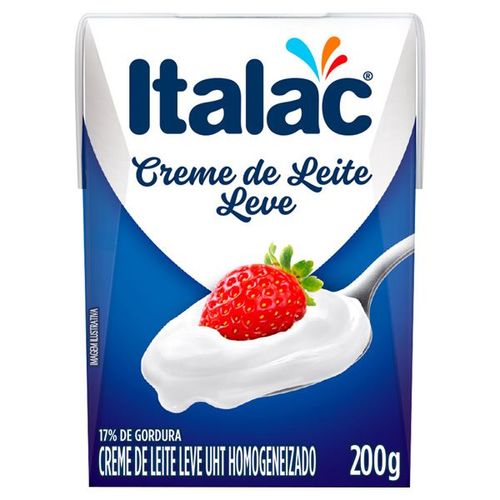 Italac®
Creme de Leite
Leve
IMAGEM ILUSTRATIVA
17% DE GORDURA
CREME DE LEITE LEVE UHT HOMOGENEIZADO
200g